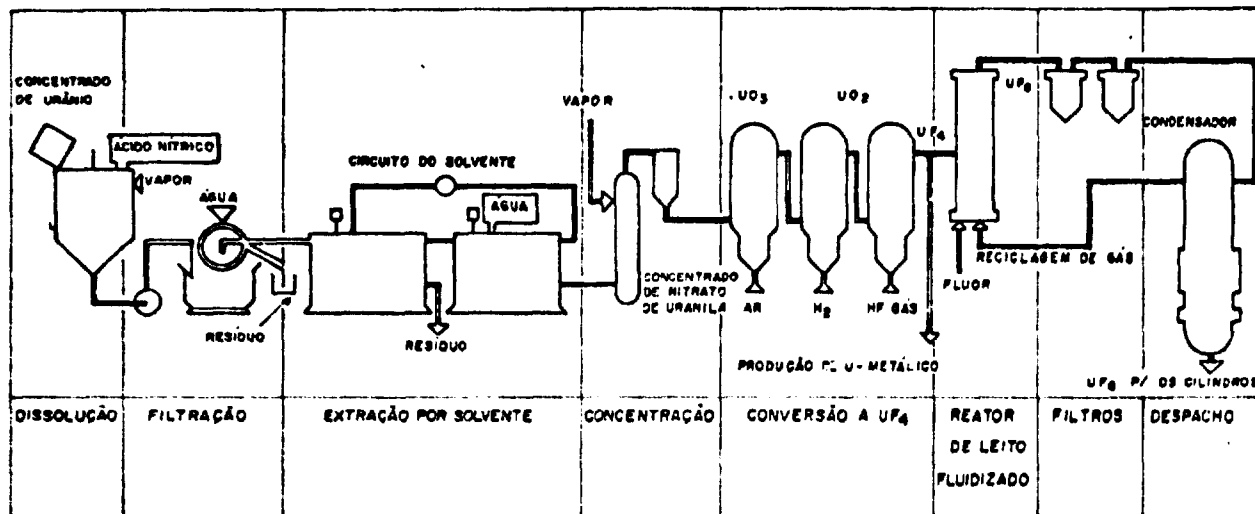 CONCENTRADO
DE URÂNIO
ÁCIDO NÍTRICO
VAPOR
ÁGUA
RESÍDUO
CIRCUITO DO SOLVENTE
ÁGUA
RESÍDUO
VAPOR
CONCENTRADO
DE NITRATO
DE URANILA
UO3
UO2
UF4
AR
H2
HF GÁS
PRODUÇÃO DE U-METÁLICO
UF6
FLUOR
RECICLAGEM DE GÁS
CONDENSADOR
UF6 P/ OS CILINDROS
DISSOLUÇÃO
FILTRAÇÃO
EXTRAÇÃO POR SOLVENTE
CONCENTRAÇÃO
CONVERSÃO A UF4
REATOR
DE LEITO
FLUIDIZADO
FILTROS
DESPACHO